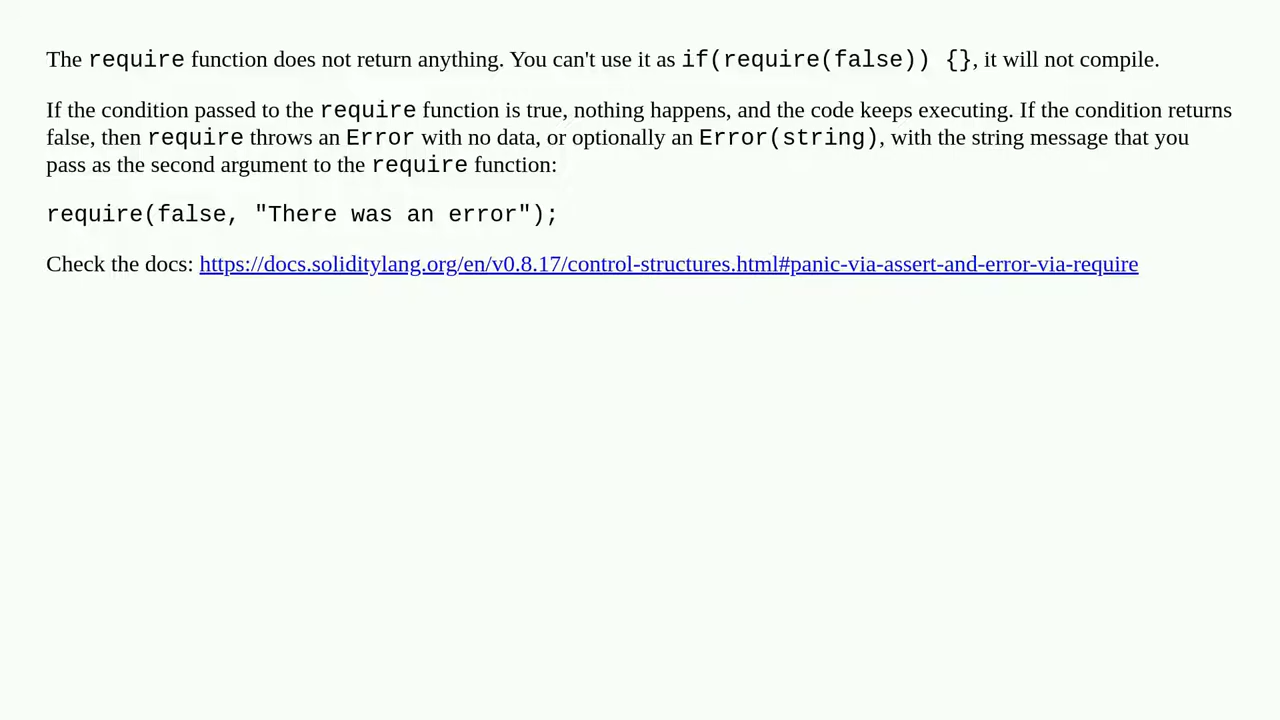 The require function does not return anything. You can't use it as if(require(false)) {}, it will not compile.
If the condition passed to the require function is true, nothing happens, and the code keeps executing. If the condition returns
false, then require throws an Error with no data, or optionally an Error(string), with the string message that you
pass as the second argument to the require function:
require(false, "There was an error");
Check the docs: https://docs.soliditylang.org/en/v0.8.17/control-structures.html#panic-via-assert-and-error-via-require